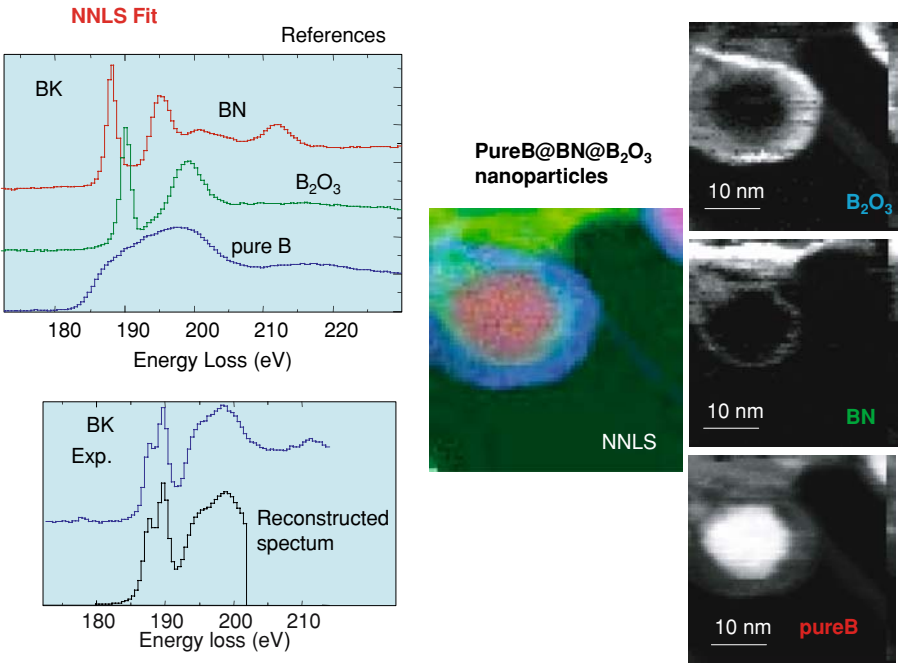 NNLS Fit
References
BK
BN
B₂O₃
pure B
180 190 200 210 220
Energy Loss (eV)
BK
Exp.
Reconstructed
spectum
180 190 200 210
Energy loss (eV)
PureB@BN@B₂O₃
nanoparticles
NNLS
10 nm
B₂O₃
10 nm
BN
10 nm pureB